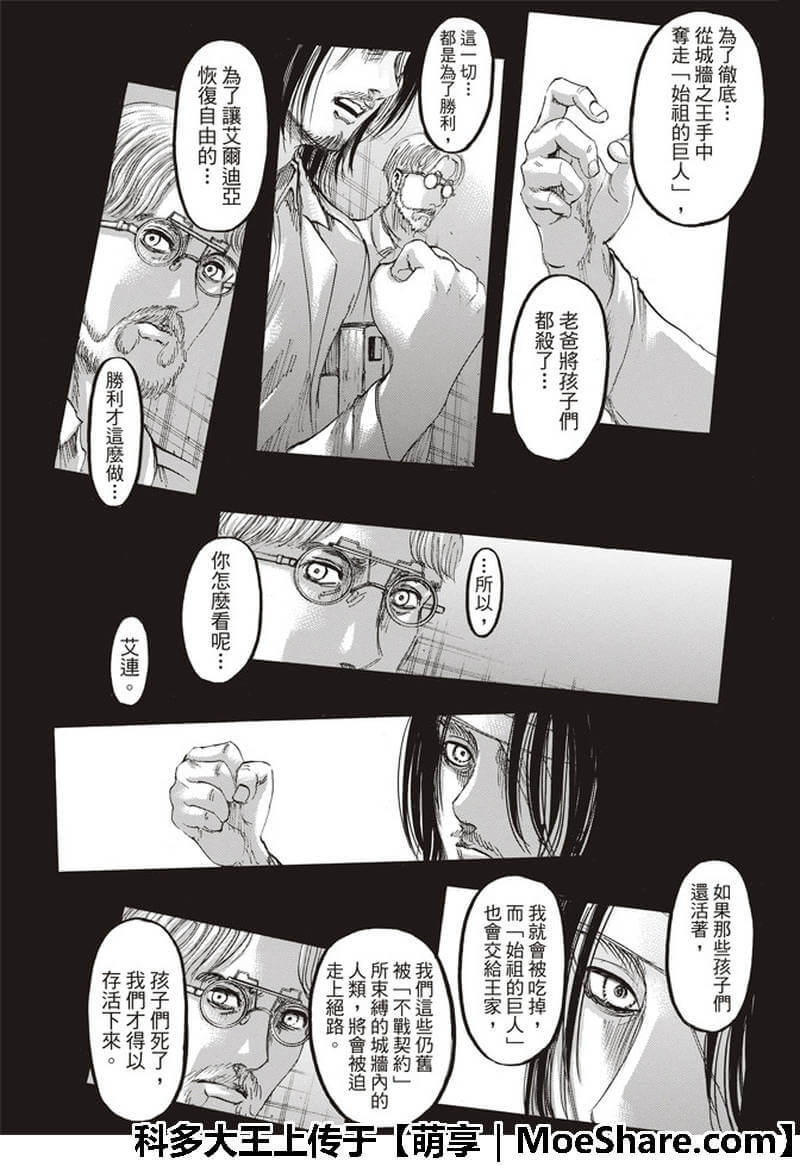 為了徹底⋯
從城牆之王手中
奪走「始祖的巨人」，
老爸將孩子們
都殺了⋯
這一切⋯
都是為了勝利，
為了讓艾爾迪亞
恢復自由的⋯
勝利才這麼做⋯
⋯所以，
你怎麼看呢⋯
艾連。
如果那些孩子們
還活著，
我就會被吃掉，
而「始祖的巨人」
也會交給王家，
我們這些仍舊
被「不戰契約」
所束縛的城牆內的
人類，將會被迫
走上絕路。
孩子們死了，
我們才得以
存活下來。
科多大王上传于【萌享 | MoeShare.com】